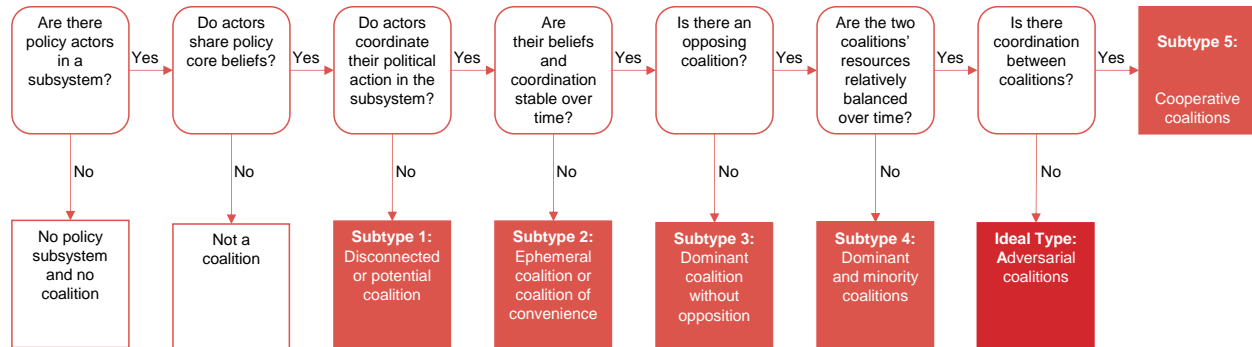 Are there
policy actors
in a
subsystem?
Yes
Do actors
share policy
core beliefs?
Yes
Do actors
coordinate
their political
action in the
subsystem?
Yes
Are
their beliefs
and
coordination
stable over
time?
Yes
Is there an
opposing
coalition?
Yes
Are the two
coalitions’
resources
relatively
balanced
over time?
Yes
Is there
coordination
between
coalitions?
Yes
Subtype 5:
Cooperative
coalitions
No
No
No
No
No
No
No
No policy
subsystem
and no
coalition
Not a
coalition
Subtype 1:
Disconnected
or potential
coalition
Subtype 2:
Ephemeral
coalition or
coalition of
convenience
Subtype 3:
Dominant
coalition
without
opposition
Subtype 4:
Dominant
and minority
coalitions
Ideal Type:
Adversarial
coalitions